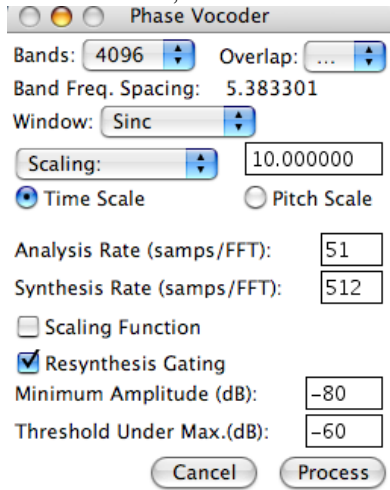 Phase Vocoder
Bands: 4096 Overlap: ...
Band Freq. Spacing: 5.383301
Window: Sinc
Scaling: 10.000000
Time Scale Pitch Scale
Analysis Rate (samps/FFT): 51
Synthesis Rate (samps/FFT): 512
Scaling Function
Resynthesis Gating
Minimum Amplitude (dB): -80
Threshold Under Max.(dB): -60
Cancel Process